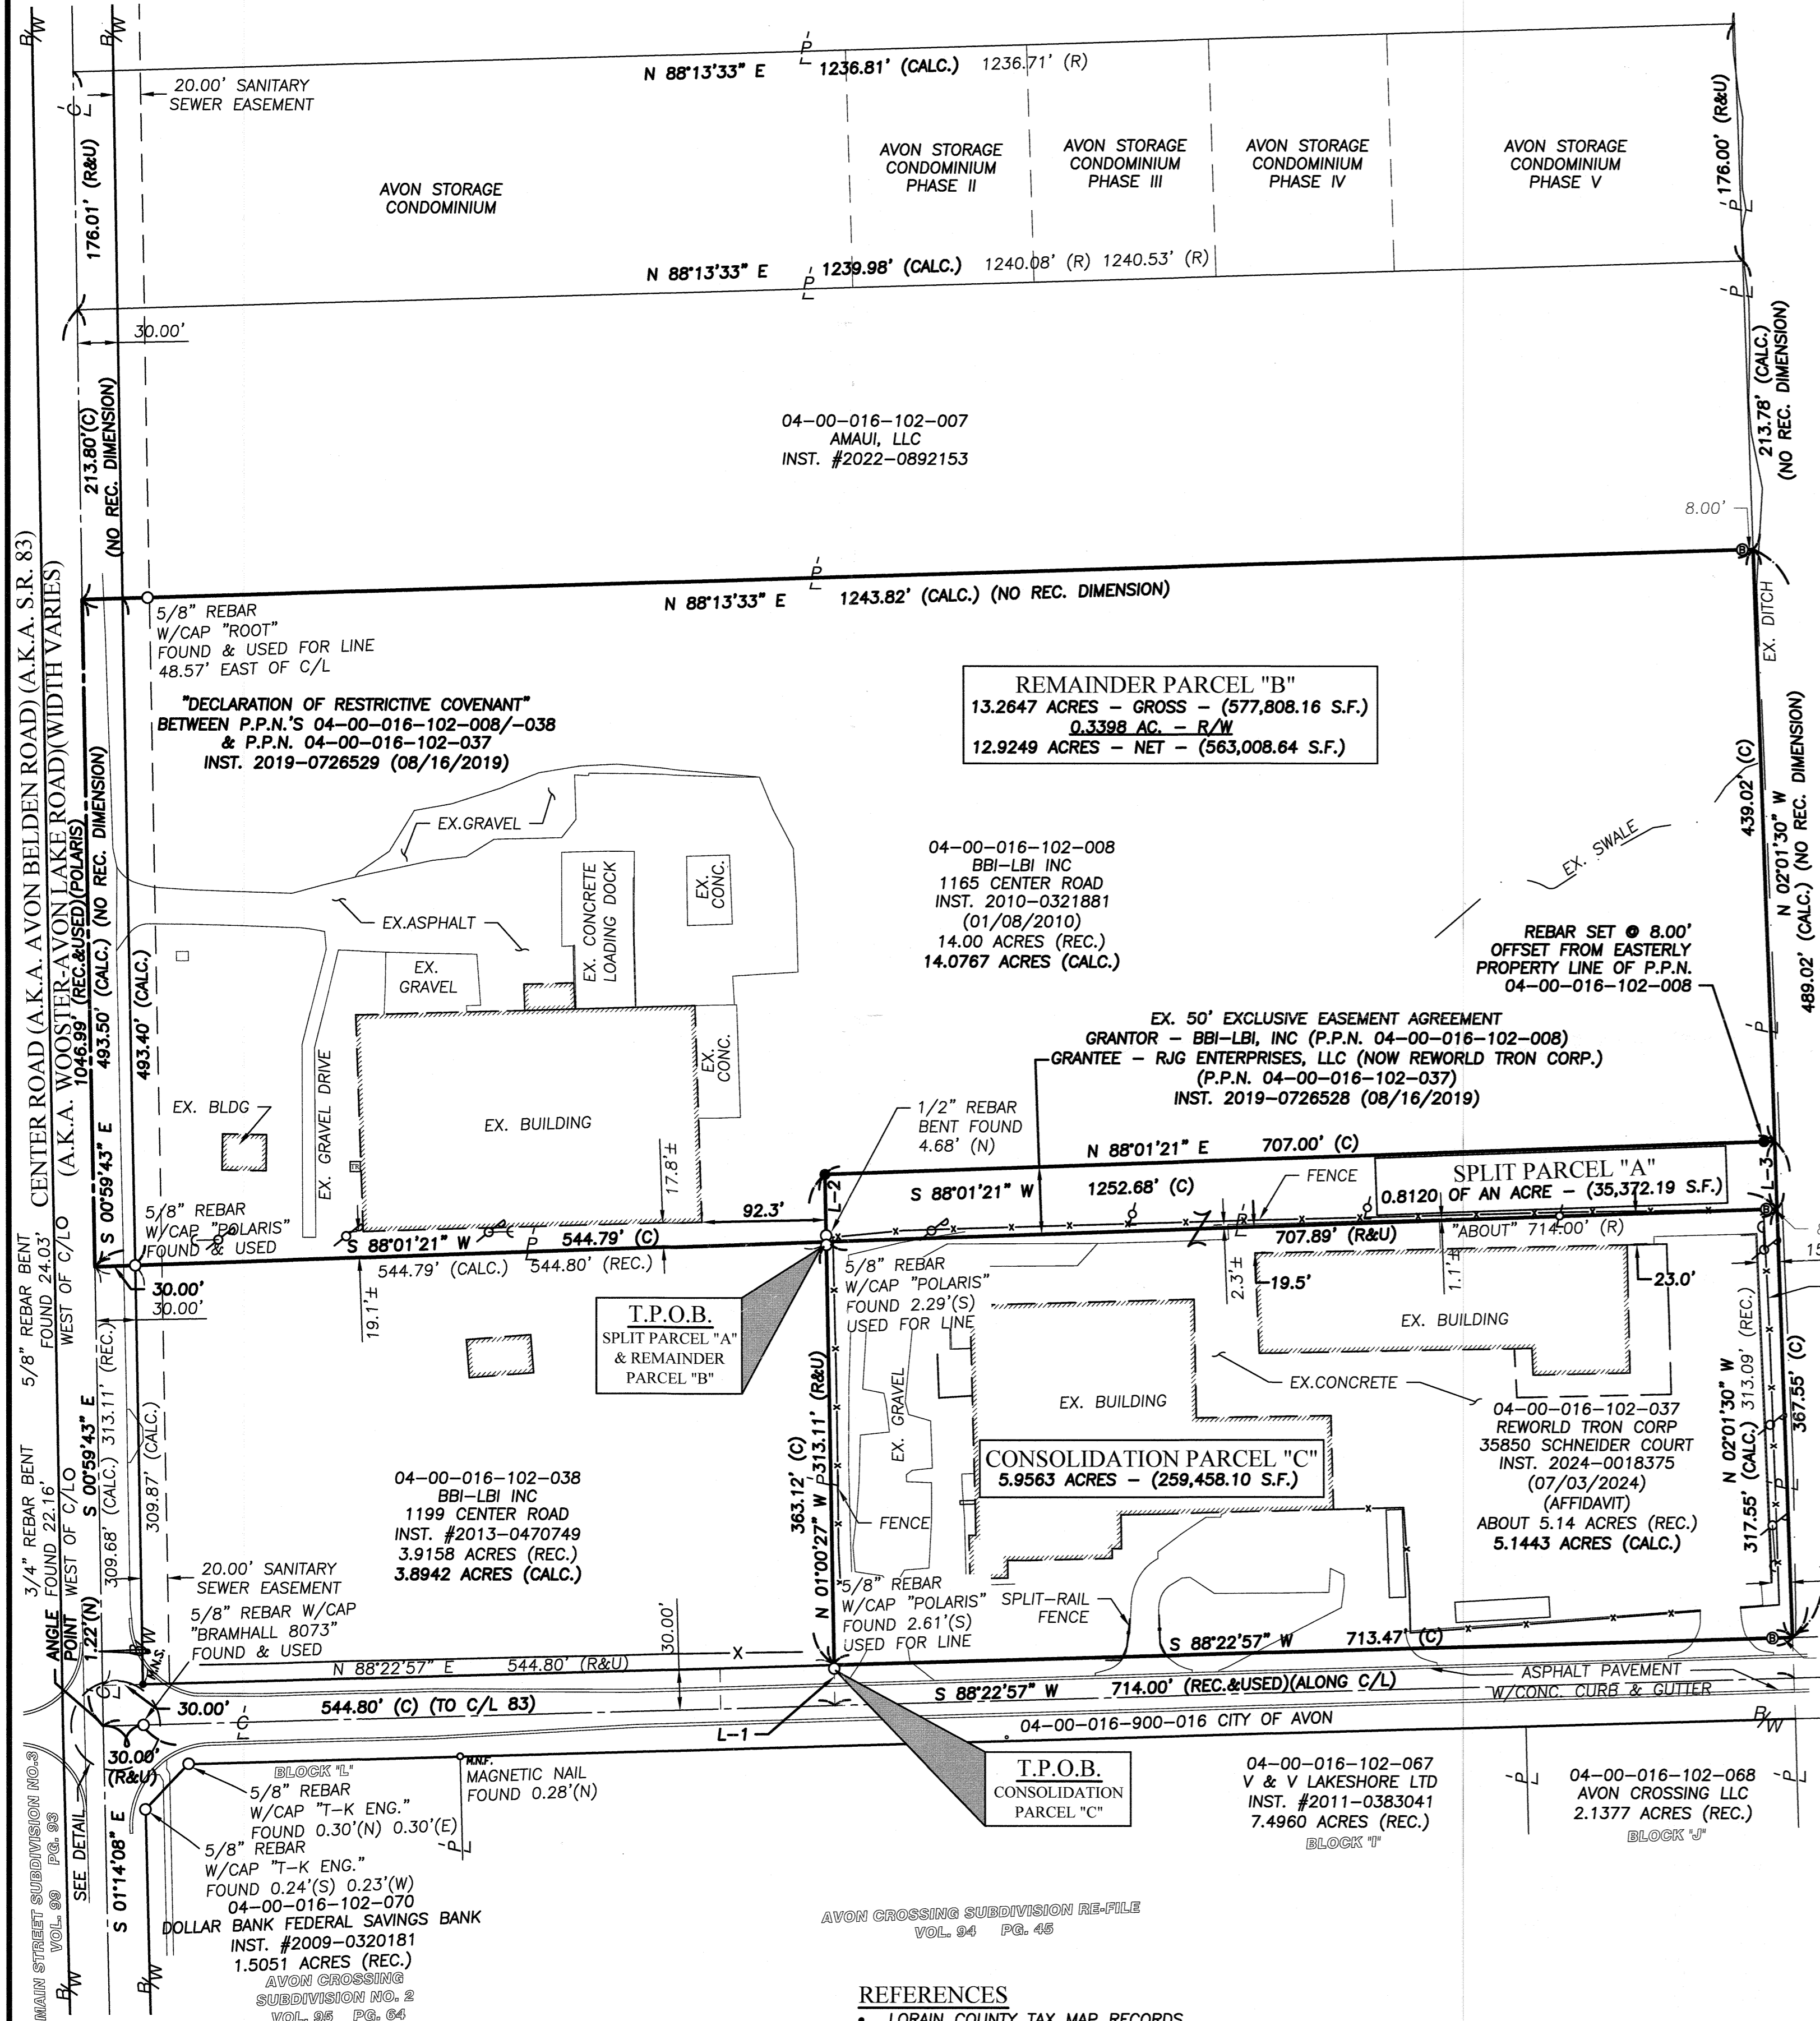 R/W
R/W
20.00' SANITARY
SEWER EASEMENT
N 88°13'33" E 1236.81' (CALC.) 1236.71' (R)
176.01' (R&U)
176.00' (R&U)
AVON STORAGE
CONDOMINIUM
AVON STORAGE
CONDOMINIUM
PHASE II
AVON STORAGE
CONDOMINIUM
PHASE III
AVON STORAGE
CONDOMINIUM
PHASE IV
AVON STORAGE
CONDOMINIUM
PHASE V
N 88°13'33" E 1239.98' (CALC.) 1240.08' (R) 1240.53' (R)
30.00'
213.80'(C)
(NO REC. DIMENSION)
213.78' (CALC.)
(NO REC. DIMENSION)
04-00-016-102-007
AMAUI, LLC
INST. #2022-0892153
8.00'
B
EX. DITCH
N 88°13'33" E 1243.82' (CALC.) (NO REC. DIMENSION)
5/8" REBAR
W/CAP "ROOT"
FOUND & USED FOR LINE
48.57' EAST OF C/L
"DECLARATION OF RESTRICTIVE COVENANT"
BETWEEN P.P.N.'S 04-00-016-102-008/-038
& P.P.N. 04-00-016-102-037
INST. 2019-0726529 (08/16/2019)
REMAINDER PARCEL "B"
13.2647 ACRES - GROSS - (577,808.16 S.F.)
0.3398 AC. - R/W
12.9249 ACRES - NET - (563,008.64 S.F.)
CENTER ROAD (A.K.A. AVON BELDEN ROAD) (A.K.A. S.R. 83)
(A.K.A. WOOSTER-AVON LAKE ROAD)(WIDTH VARIES)
1046.99' (REC.&USED)(POLARIS)
S 00°59'43" E 493.50' (CALC.) (NO REC. DIMENSION)
493.40' (CALC.)
EX.GRAVEL
EX.ASPHALT
EX. CONCRETE
LOADING DOCK
EX.
CONC.
EX.
GRAVEL
EX.
CONC.
EX. GRAVEL DRIVE
EX. BLDG
EX. BUILDING
TR
17.8'±
92.3'
04-00-016-102-008
BBI-LBI INC
1165 CENTER ROAD
INST. 2010-0321881
(01/08/2010)
14.00 ACRES (REC.)
14.0767 ACRES (CALC.)
EX. SWALE
439.02' (C)
N 02°01'30" W
489.02' (CALC.) (NO REC. DIMENSION)
REBAR SET @ 8.00'
OFFSET FROM EASTERLY
PROPERTY LINE OF P.P.N.
04-00-016-102-008
EX. 50' EXCLUSIVE EASEMENT AGREEMENT
GRANTOR - BBI-LBI, INC (P.P.N. 04-00-016-102-008)
GRANTEE - RJG ENTERPRISES, LLC (NOW REWORLD TRON CORP.)
(P.P.N. 04-00-016-102-037)
INST. 2019-0726528 (08/16/2019)
1/2" REBAR
BENT FOUND
4.68' (N)
N 88°01'21" E 707.00' (C)
FENCE
SPLIT PARCEL "A"
0.8120 OF AN ACRE - (35,372.19 S.F.)
L-2
L-3
S 88°01'21" W 1252.68' (C)
707.89' (R&U)
"ABOUT" 714.00' (R)
B
5/8" REBAR
W/CAP "POLARIS"
FOUND & USED
S 88°01'21" W 544.79' (C)
544.79' (CALC.) 544.80' (REC.)
30.00'
30.00'
19.1'±
5/8" REBAR BENT
FOUND 24.03'
WEST OF C/L
T.P.O.B.
SPLIT PARCEL "A"
& REMAINDER
PARCEL "B"
5/8" REBAR
W/CAP "POLARIS"
FOUND 2.29'(S)
USED FOR LINE
2.3'±
19.5'
1.1'±
23.0'
EX. BUILDING
EX. BUILDING
EX.CONCRETE
EX. GRAVEL
FENCE
363.12' (C)
N 01°00'27" W 313.11' (R&U)
N 02°01'30" W
317.55' (CALC.) 313.09' (REC.)
367.55' (C)
04-00-016-102-037
REWORLD TRON CORP
35850 SCHNEIDER COURT
INST. 2024-0018375
(07/03/2024)
(AFFIDAVIT)
ABOUT 5.14 ACRES (REC.)
5.1443 ACRES (CALC.)
CONSOLIDATION PARCEL "C"
5.9563 ACRES - (259,458.10 S.F.)
04-00-016-102-038
BBI-LBI INC
1199 CENTER ROAD
INST. #2013-0470749
3.9158 ACRES (REC.)
3.8942 ACRES (CALC.)
S 00°59'43" E
309.68' (CALC.) 313.11' (REC.)
309.87' (CALC.)
3/4" REBAR BENT
FOUND 22.16'
WEST OF C/L
ANGLE
POINT
1.22'(N)
20.00' SANITARY
SEWER EASEMENT
5/8" REBAR W/CAP
"BRAMHALL 8073"
FOUND & USED
M.N.S.
R/W
5/8" REBAR
W/CAP "POLARIS"
FOUND 2.61'(S)
USED FOR LINE
SPLIT-RAIL
FENCE
30.00'
N 88°22'57" E 544.80' (R&U)
S 88°22'57" W 713.47' (C)
B
ASPHALT PAVEMENT
W/CONC. CURB & GUTTER
30.00'
544.80' (C) (TO C/L 83)
S 88°22'57" W 714.00' (REC.&USED)(ALONG C/L)
L-1
04-00-016-900-016 CITY OF AVON
R/W
30.00'
(R&U)
SEE DETAIL
S 01°14'08" E
BLOCK "L"
5/8" REBAR
W/CAP "T-K ENG."
FOUND 0.30'(N) 0.30'(E)
M.N.F.
MAGNETIC NAIL
FOUND 0.28'(N)
T.P.O.B.
CONSOLIDATION
PARCEL "C"
04-00-016-102-067
V & V LAKESHORE LTD
INST. #2011-0383041
7.4960 ACRES (REC.)
BLOCK "I"
04-00-016-102-068
AVON CROSSING LLC
2.1377 ACRES (REC.)
BLOCK "J"
5/8" REBAR
W/CAP "T-K ENG."
FOUND 0.24'(S) 0.23'(W)
04-00-016-102-070
DOLLAR BANK FEDERAL SAVINGS BANK
INST. #2009-0320181
1.5051 ACRES (REC.)
AVON CROSSING
SUBDIVISION NO. 2
VOL. 95 PG. 64
MAIN STREET SUBDIVISION NO.3
VOL. 99 PG. 93
R/W
R/W
AVON CROSSING SUBDIVISION RE-FILE
VOL. 94 PG. 45
REFERENCES
• LORAIN COUNTY TAX MAP RECORDS